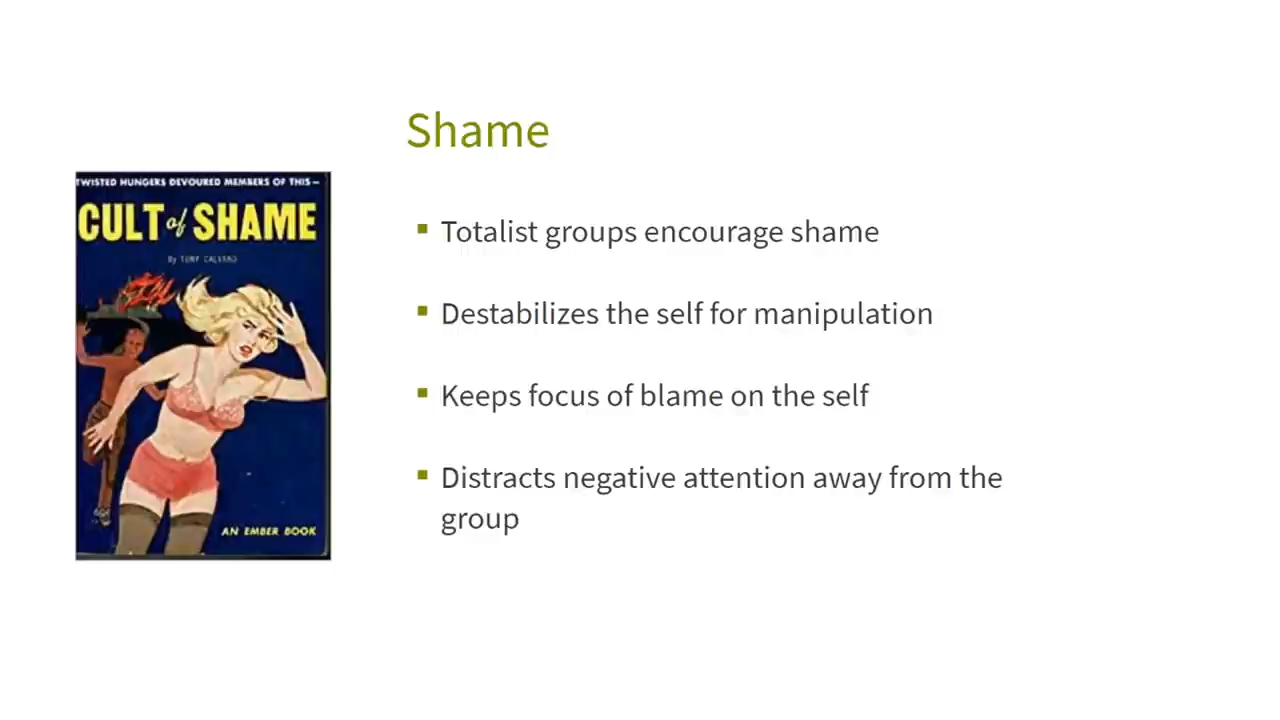 Shame
TWISTED HUNGERS DEVOURED MEMBERS OF THIS—
CULT of SHAME
By TONY CALVANO
AN EMBER BOOK
▪ Totalist groups encourage shame
▪ Destabilizes the self for manipulation
▪ Keeps focus of blame on the self
▪ Distracts negative attention away from the
group